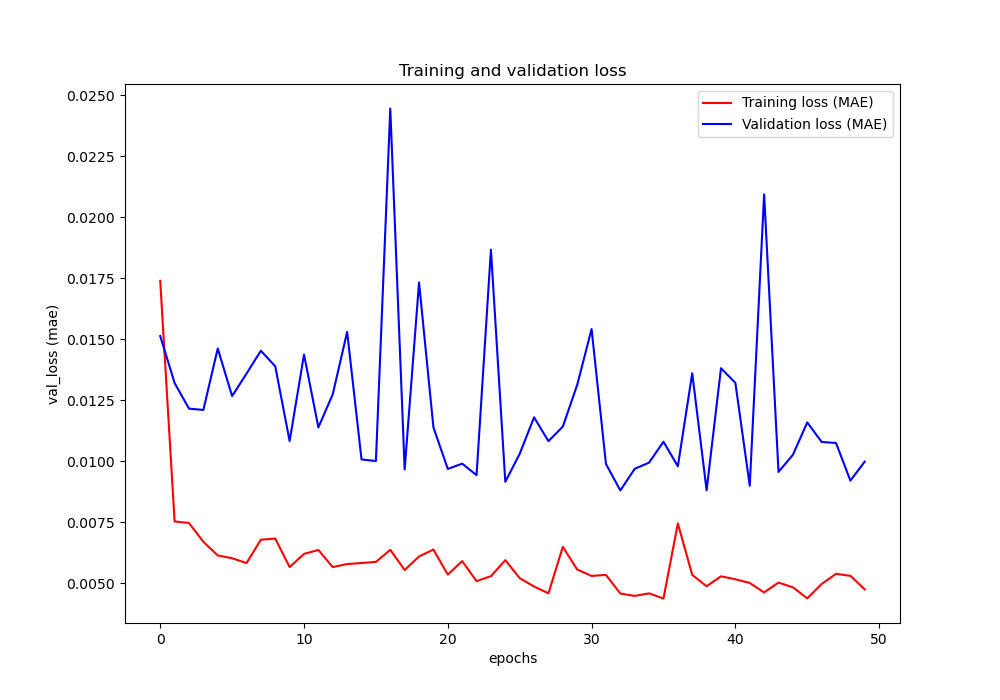 Training and validation loss
Training loss (MAE)
Validation loss (MAE)
val_loss (mae)
0.0250
0.0225
0.0200
0.0175
0.0150
0.0125
0.0100
0.0075
0.0050
0 10 20 30 40 50
epochs